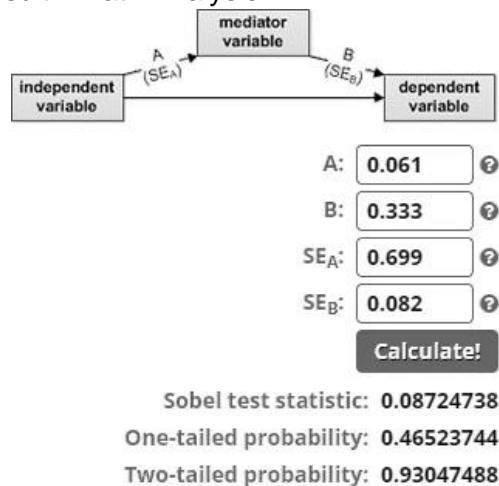 mediator
variable
A
(SEA)
B
(SEB)
independent
variable
dependent
variable
A: 0.061
B: 0.333
SEA: 0.699
SEB: 0.082
Calculate!
Sobel test statistic: 0.08724738
One-tailed probability: 0.46523744
Two-tailed probability: 0.93047488